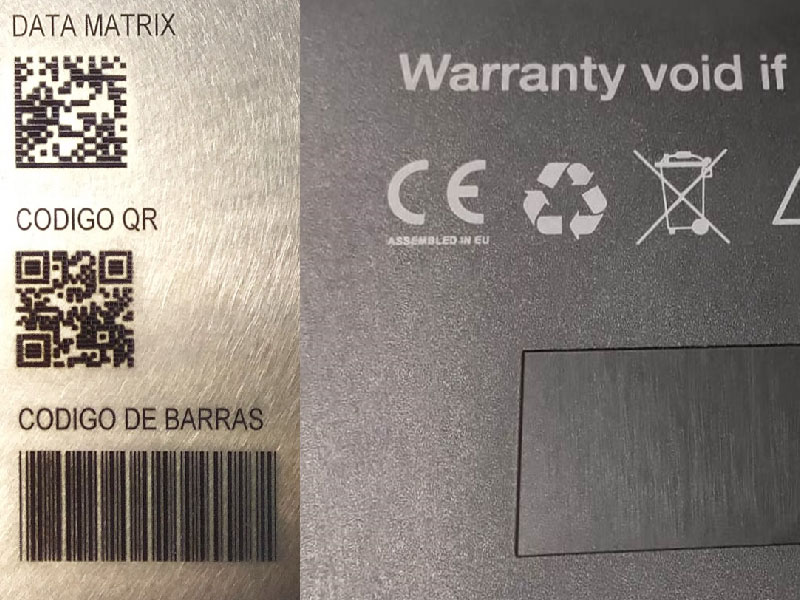 DATA MATRIX
CODIGO QR
CODIGO DE BARRAS
Warranty void if
CE
ASSEMBLED IN EU